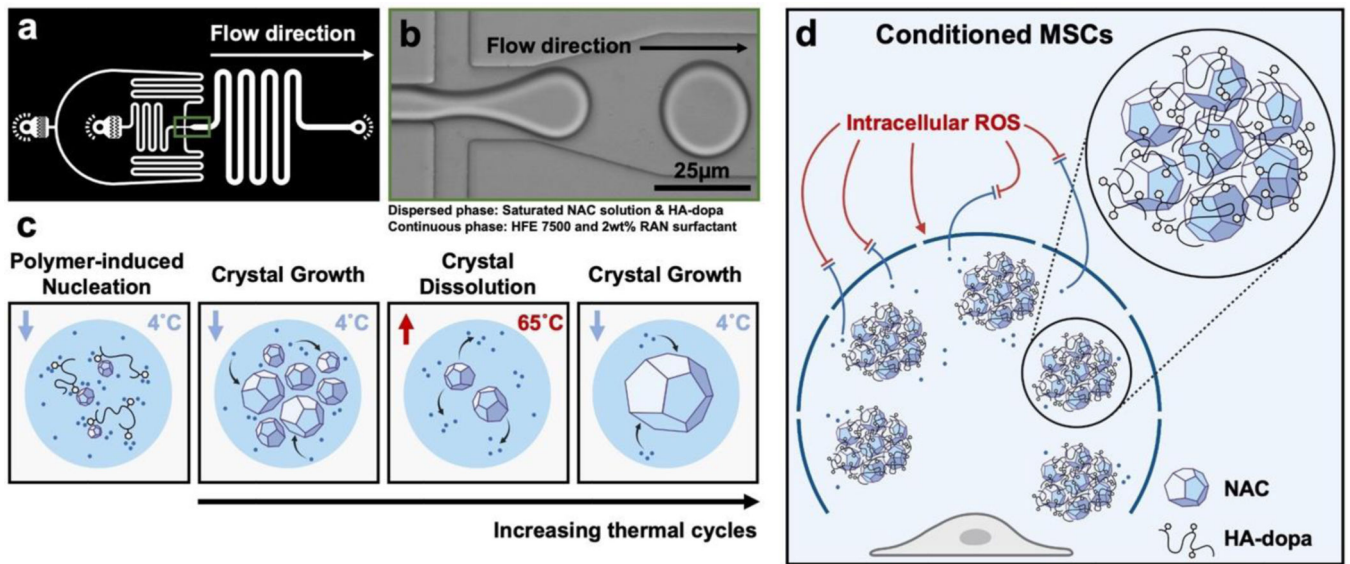 a
Flow direction
b
Flow direction
25μm
Dispersed phase: Saturated NAC solution & HA-dopa
Continuous phase: HFE 7500 and 2wt% RAN surfactant
c
Polymer-induced
Nucleation
Crystal Growth
Crystal
Dissolution
Crystal Growth
4°C
4°C
65°C
4°C
Increasing thermal cycles
d
Conditioned MSCs
Intracellular ROS
NAC
HA-dopa